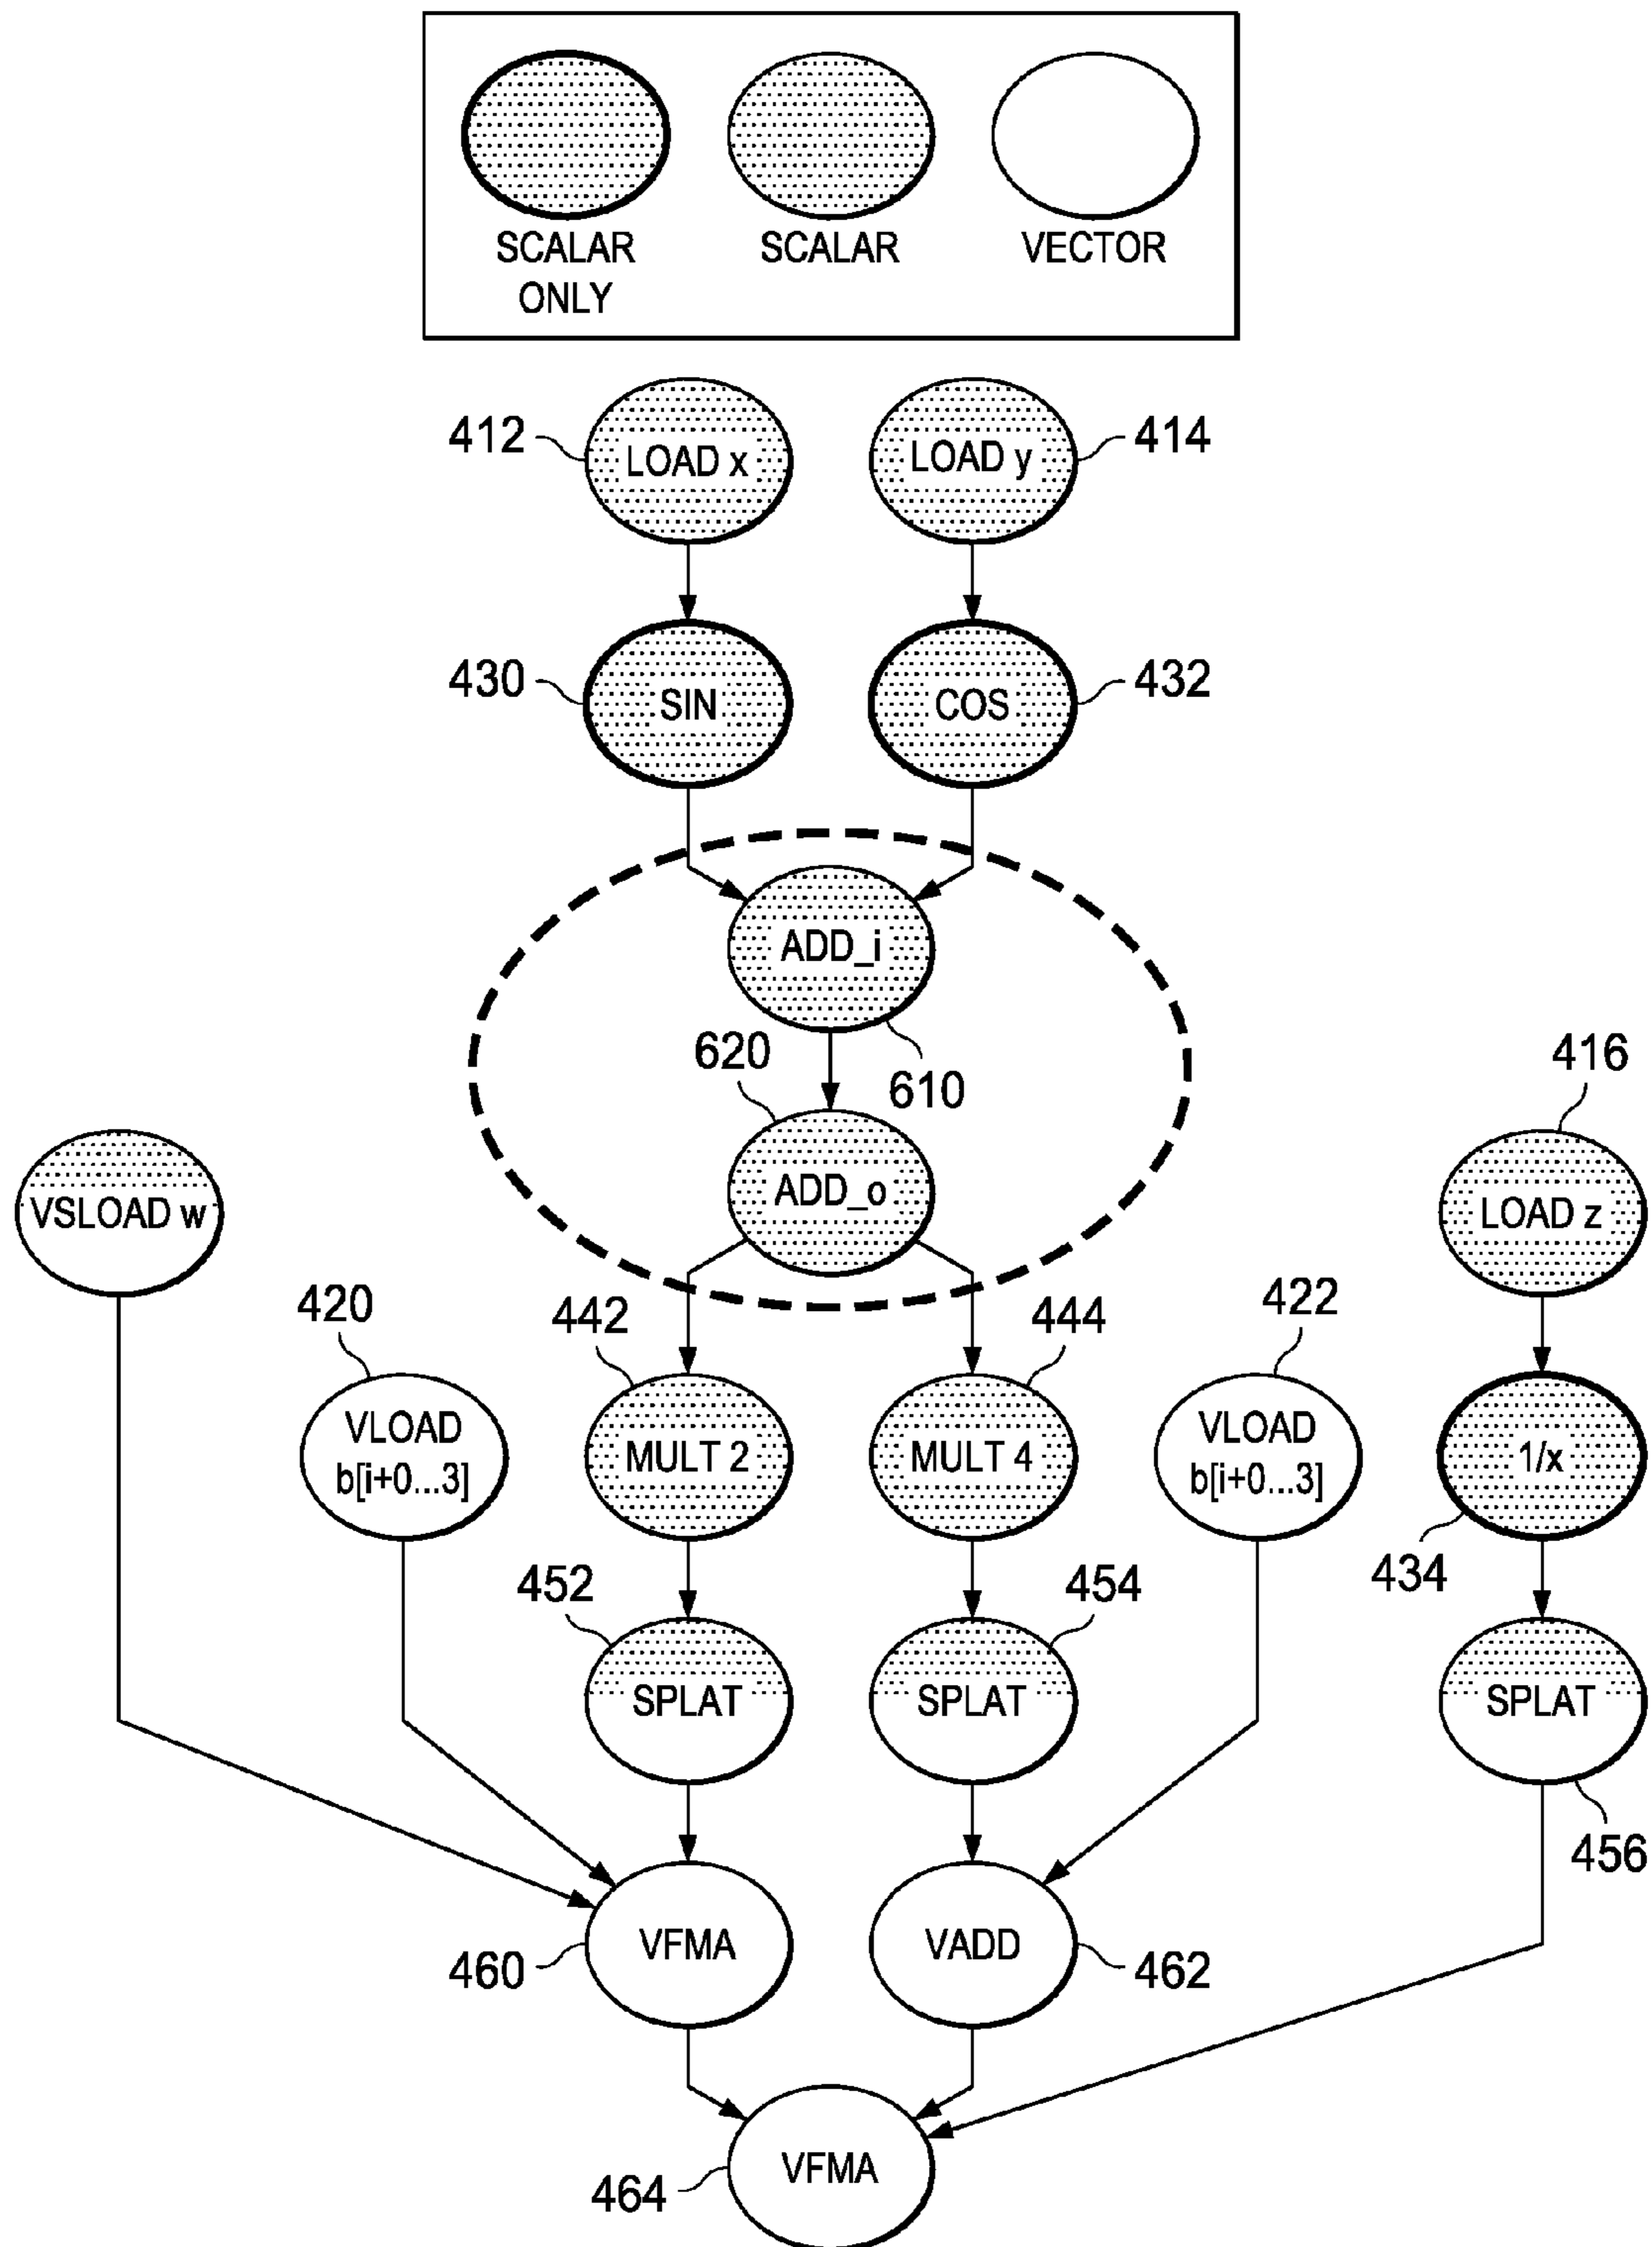 SCALAR
ONLY
SCALAR
VECTOR
412
LOAD x
LOAD y
414
430
SIN
COS
432
ADD_i
610
620
ADD_o
416
VSLOAD w
LOAD z
420
442
444
422
VLOAD
b[i+0...3]
MULT 2
MULT 4
VLOAD
b[i+0...3]
1/x
434
452
454
SPLAT
SPLAT
SPLAT
456
460
VFMA
VADD
462
464
VFMA